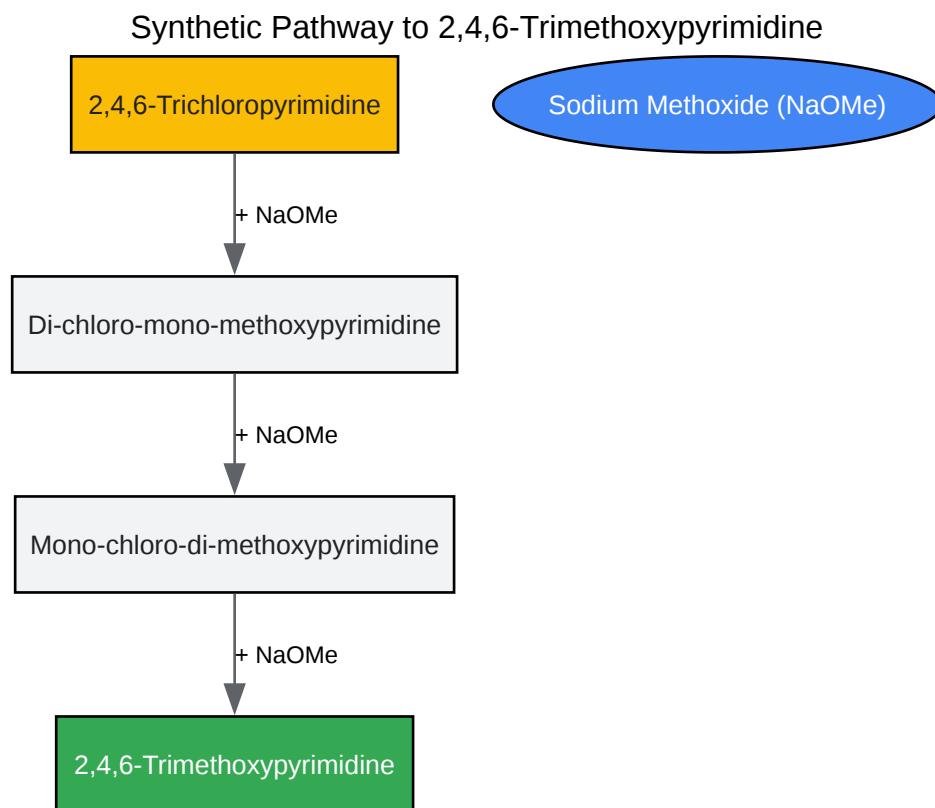 Synthetic Pathway to 2,4,6-Trimethoxypyrimidine
2,4,6-Trichloropyrimidine
Sodium Methoxide (NaOMe)
+ NaOMe
Di-chloro-mono-methoxypyrimidine
+ NaOMe
Mono-chloro-di-methoxypyrimidine
+ NaOMe
2,4,6-Trimethoxypyrimidine